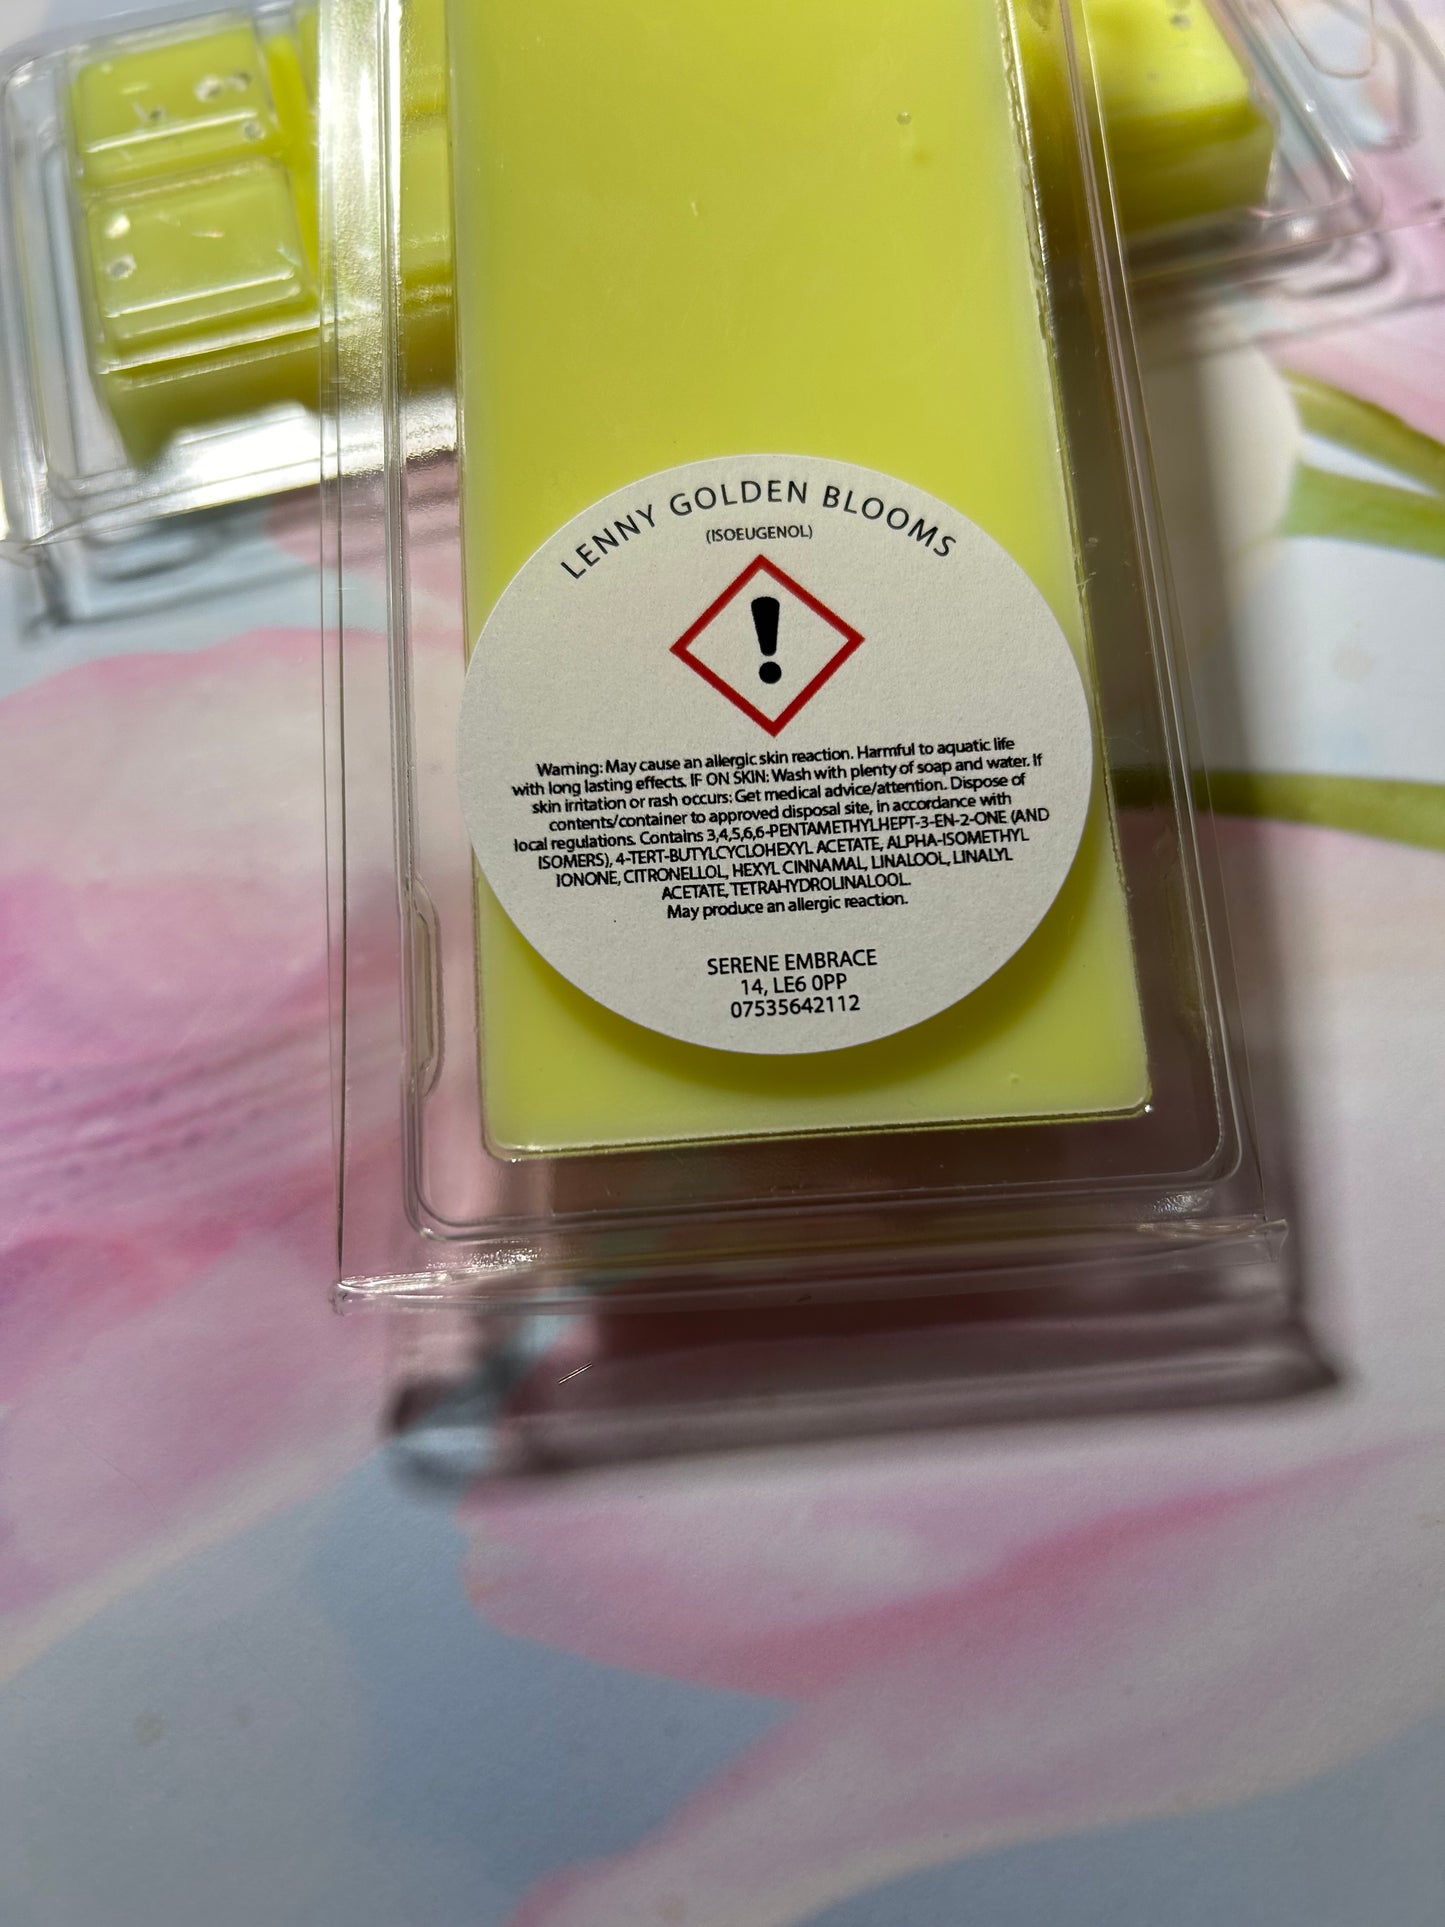 LENNY GOLDEN BLOOMS
(ISOEUGENOL)
Warning: May cause an allergic skin reaction. Harmful to aquatic life
with long lasting effects. IF ON SKIN: Wash with plenty of soap and water. If
skin irritation or rash occurs: Get medical advice/attention. Dispose of
contents/container to approved disposal site, in accordance with
local regulations. Contains 3,4,5,6,6-PENTAMETHYLHEPT-3-EN-2-ONE (AND
ISOMERS), 4-TERT-BUTYLCYCLOHEXYL ACETATE, ALPHA-ISOMETHYL
IONONE, CITRONELLOL, HEXYL CINNAMAL, LINALOOL, LINALYL
ACETATE, TETRAHYDROLINALOOL.
May produce an allergic reaction.
SERENE EMBRACE
14, LE6 0PP
07535642112